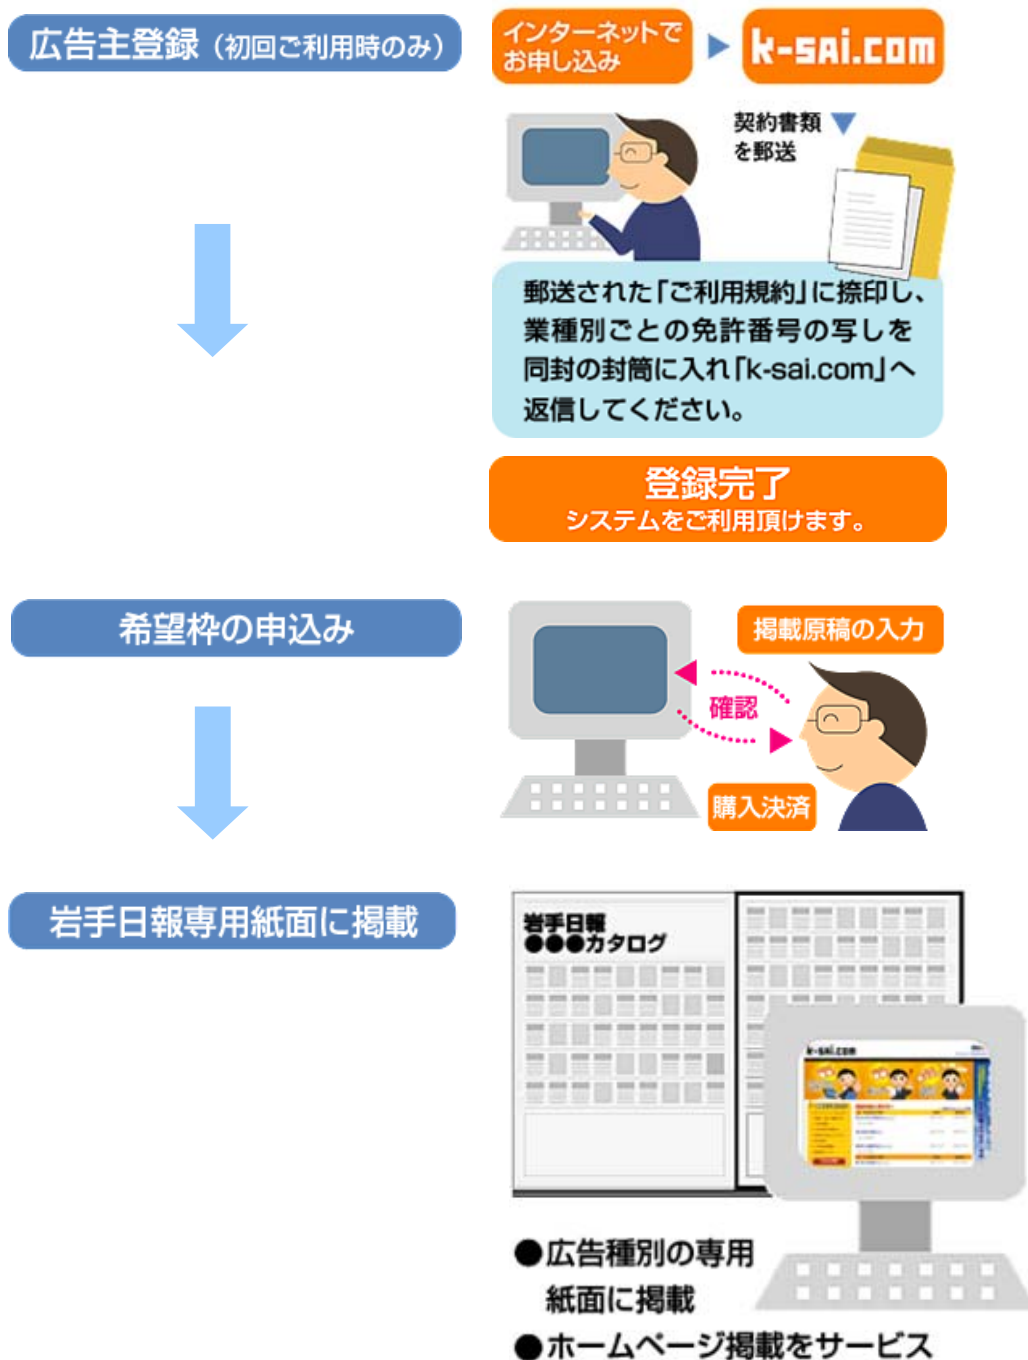 広告主登録（初回ご利用時のみ）
インターネットで
お申し込み
k-sai.com
契約書類
を郵送
郵送された「ご利用規約」に捺印し、
業種別ごとの免許番号の写しを
同封の封筒に入れ「k-sai.com」へ
返信してください。
登録完了
システムをご利用頂けます。
希望枠の申込み
掲載原稿の入力
確認
購入決済
岩手日報専用紙面に掲載
岩手日報
●●●カタログ
k-sai.com
●広告種別の専用
紙面に掲載
●ホームページ掲載をサービス